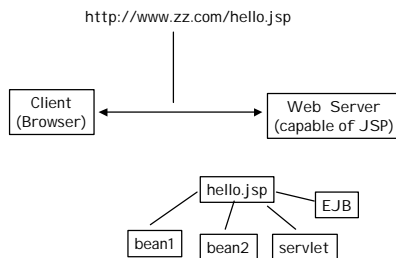 http://www.zz.com/hello.jsp
Client
(Browser)
Web Server
(capable of JSP)
hello.jsp
EJB
bean1
bean2
servlet